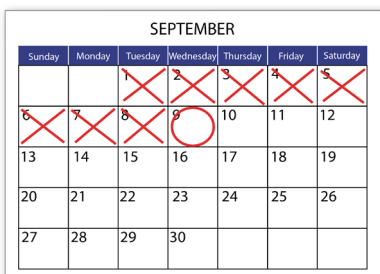 SEPTEMBER
Sunday Monday Tuesday Wednesday Thursday Friday Saturday
1 2 3 4 5
6 7 8 9 10 11 12
13 14 15 16 17 18 19
20 21 22 23 24 25 26
27 28 29 30